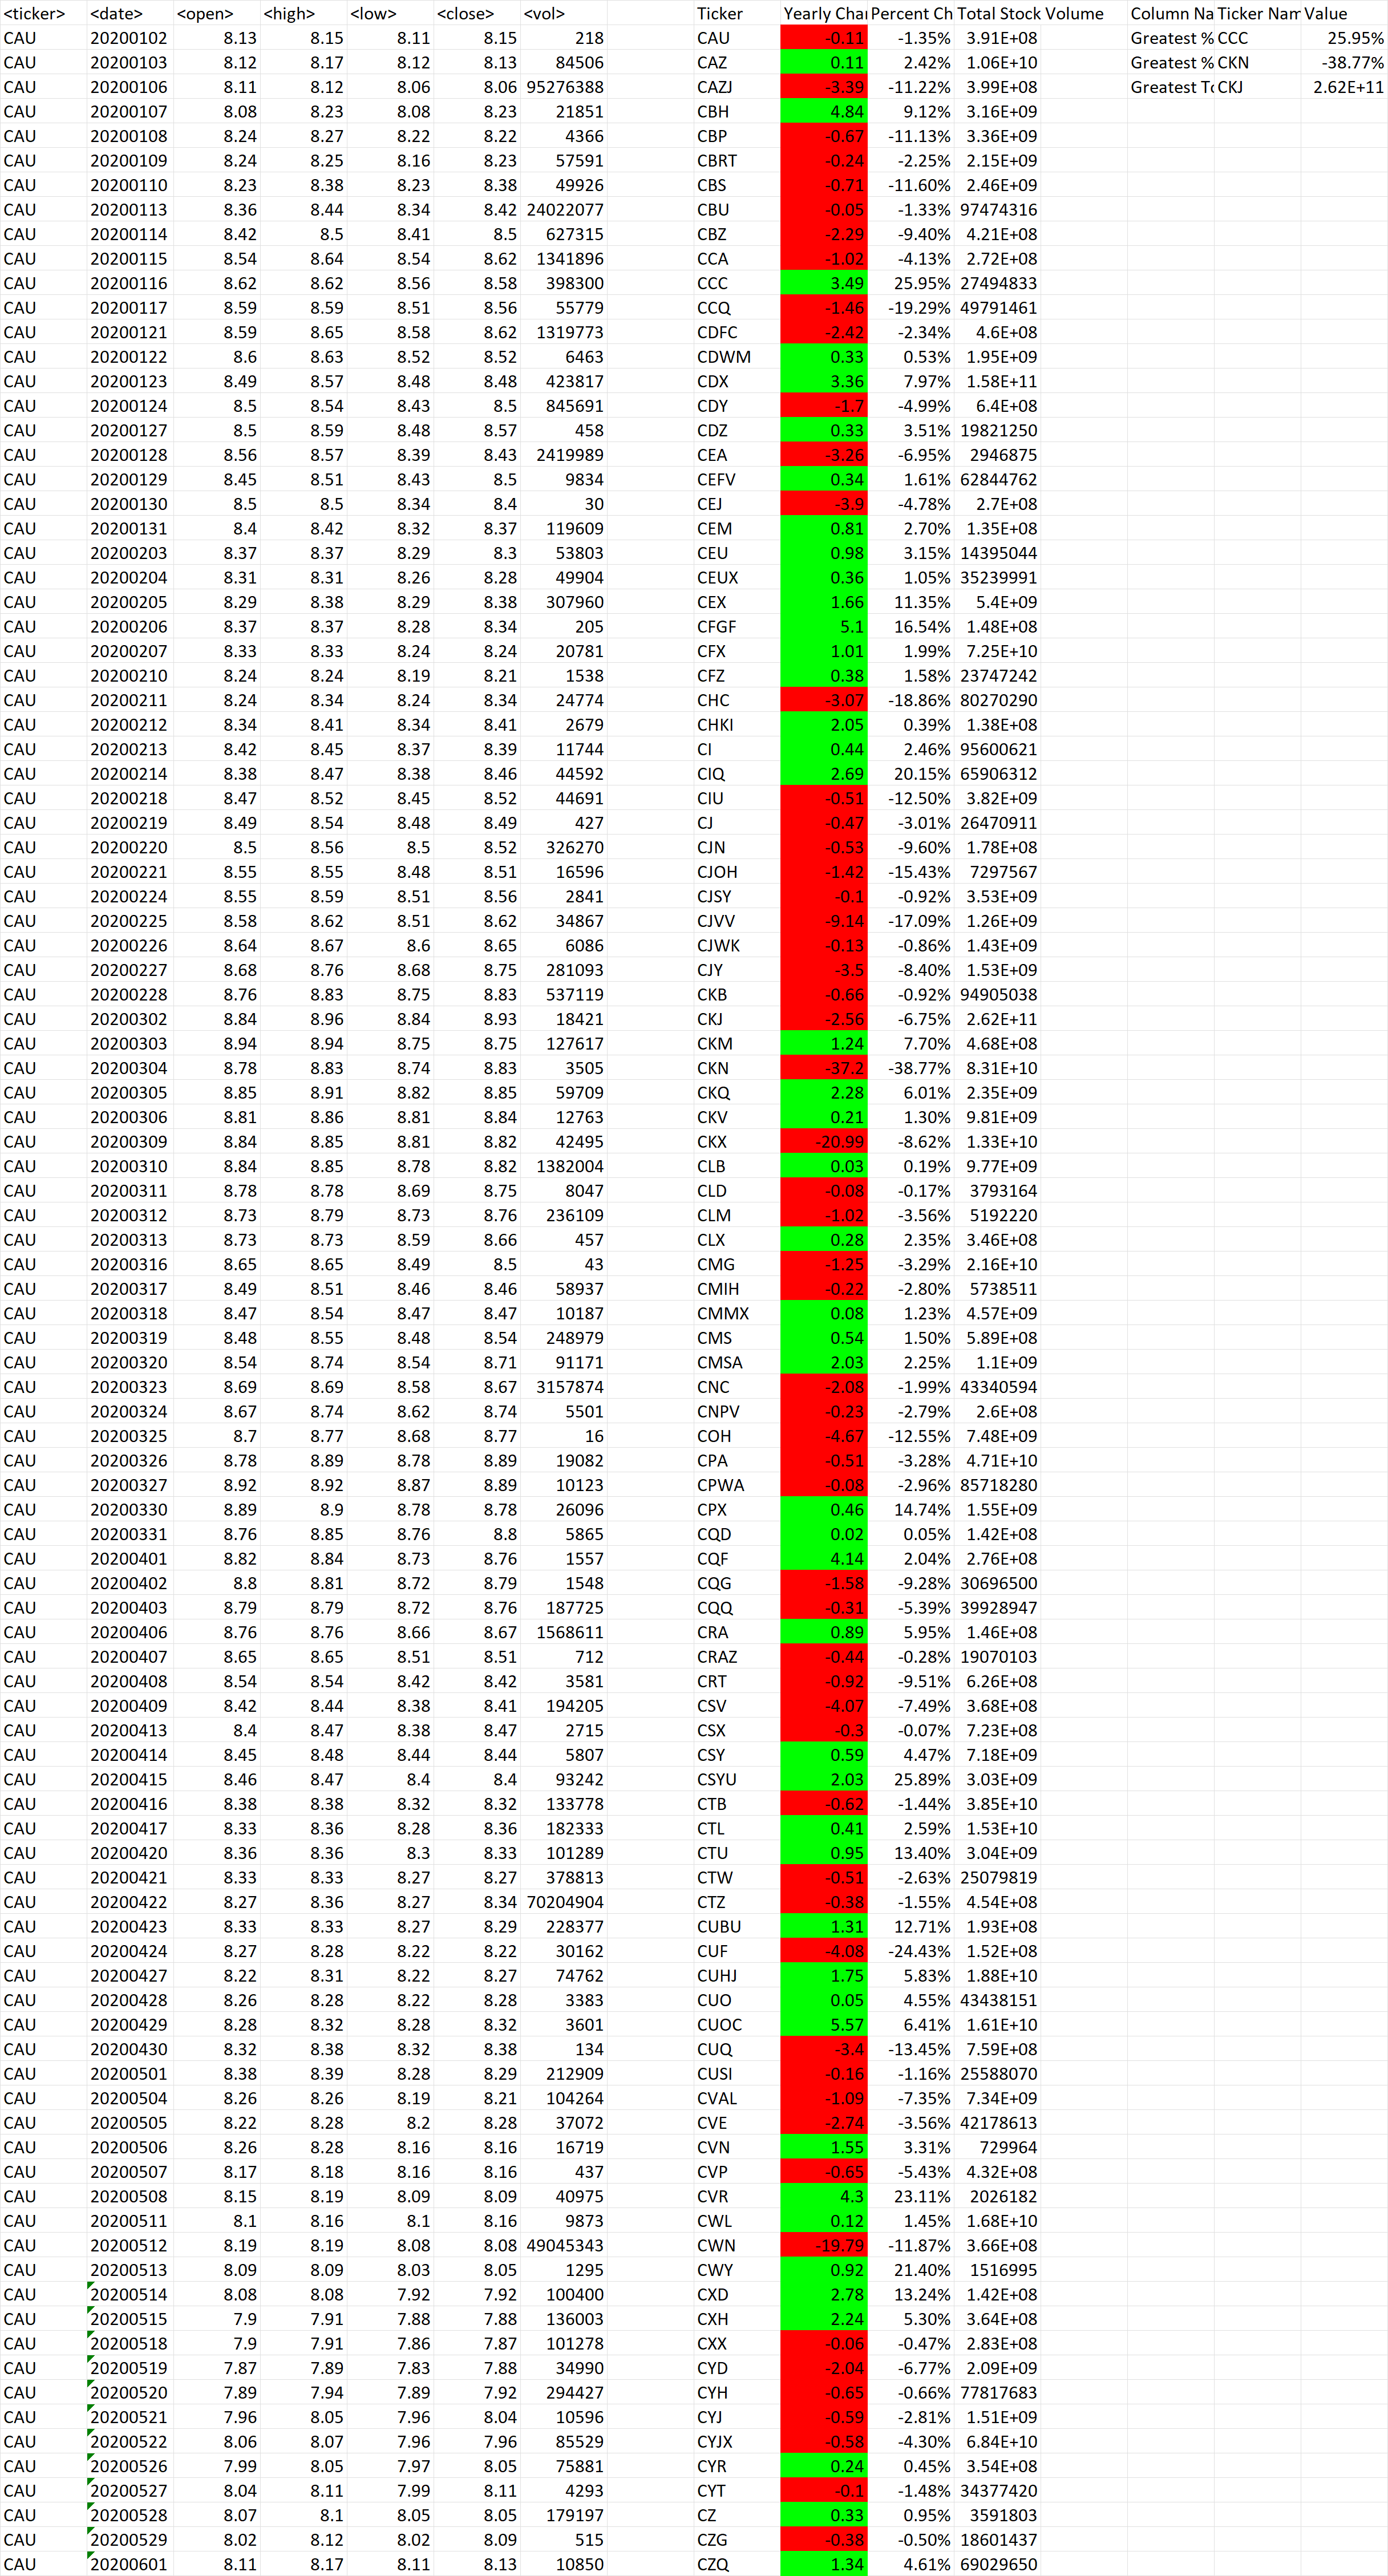 <ticker> <date> <open> <high> <low> <close> <vol> Ticker Yearly Cha Percent Ch Total Stock Volume Column Na Ticker Nam Value
CAU 20200102 8.13 8.15 8.11 8.15 218 CAU -0.11 -1.35% 3.91E+08 Greatest % CCC 25.95%
CAU 20200103 8.12 8.17 8.12 8.13 84506 CAZ 0.11 2.42% 1.06E+10 Greatest % CKN -38.77%
CAU 20200106 8.11 8.12 8.06 8.06 95276388 CAZJ -3.39 -11.22% 3.99E+08 Greatest To CKJ 2.62E+11
CAU 20200107 8.08 8.23 8.08 8.23 21851 CBH 4.84 9.12% 3.16E+09
CAU 20200108 8.24 8.27 8.22 8.22 4366 CBP -0.67 -11.13% 3.36E+09
CAU 20200109 8.24 8.25 8.16 8.23 57591 CBRT -0.24 -2.25% 2.15E+09
CAU 20200110 8.23 8.38 8.23 8.38 49926 CBS -0.71 -11.60% 2.46E+09
CAU 20200113 8.36 8.44 8.34 8.42 24022077 CBU -0.05 -1.33% 97474316
CAU 20200114 8.42 8.5 8.41 8.5 627315 CBZ -2.29 -9.40% 4.21E+08
CAU 20200115 8.54 8.64 8.54 8.62 1341896 CCA -1.02 -4.13% 2.72E+08
CAU 20200116 8.62 8.62 8.56 8.58 398300 CCC 3.49 25.95% 27494833
CAU 20200117 8.59 8.59 8.51 8.56 55779 CCQ -1.46 -19.29% 49791461
CAU 20200121 8.59 8.65 8.58 8.62 1319773 CDFC -2.42 -2.34% 4.6E+08
CAU 20200122 8.6 8.63 8.52 8.52 6463 CDWM 0.33 0.53% 1.95E+09
CAU 20200123 8.49 8.57 8.48 8.48 423817 CDX 3.36 7.97% 1.58E+11
CAU 20200124 8.5 8.54 8.43 8.5 845691 CDY -1.7 -4.99% 6.4E+08
CAU 20200127 8.5 8.59 8.48 8.57 458 CDZ 0.33 3.51% 19821250
CAU 20200128 8.56 8.57 8.39 8.43 2419989 CEA -3.26 -6.95% 2946875
CAU 20200129 8.45 8.51 8.43 8.5 9834 CEFV 0.34 1.61% 62844762
CAU 20200130 8.5 8.5 8.34 8.4 30 CEJ -3.9 -4.78% 2.7E+08
CAU 20200131 8.4 8.42 8.32 8.37 119609 CEM 0.81 2.70% 1.35E+08
CAU 20200203 8.37 8.37 8.29 8.3 53803 CEU 0.98 3.15% 14395044
CAU 20200204 8.31 8.31 8.26 8.28 49904 CEUX 0.36 1.05% 35239991
CAU 20200205 8.29 8.38 8.29 8.38 307960 CEX 1.66 11.35% 5.4E+09
CAU 20200206 8.37 8.37 8.28 8.34 205 CFGF 5.1 16.54% 1.48E+08
CAU 20200207 8.33 8.33 8.24 8.24 20781 CFX 1.01 1.99% 7.25E+10
CAU 20200210 8.24 8.24 8.19 8.21 1538 CFZ 0.38 1.58% 23747242
CAU 20200211 8.24 8.34 8.24 8.34 24774 CHC -3.07 -18.86% 80270290
CAU 20200212 8.34 8.41 8.34 8.41 2679 CHKI 2.05 0.39% 1.38E+08
CAU 20200213 8.42 8.45 8.37 8.39 11744 CI 0.44 2.46% 95600621
CAU 20200214 8.38 8.47 8.38 8.46 44592 CIQ 2.69 20.15% 65906312
CAU 20200218 8.47 8.52 8.45 8.52 44691 CIU -0.51 -12.50% 3.82E+09
CAU 20200219 8.49 8.54 8.48 8.49 427 CJ -0.47 -3.01% 26470911
CAU 20200220 8.5 8.56 8.5 8.52 326270 CJN -0.53 -9.60% 1.78E+08
CAU 20200221 8.55 8.55 8.48 8.51 16596 CJOH -1.42 -15.43% 7297567
CAU 20200224 8.55 8.59 8.51 8.56 2841 CJSY -0.1 -0.92% 3.53E+09
CAU 20200225 8.58 8.62 8.51 8.62 34867 CJVV -9.14 -17.09% 1.26E+09
CAU 20200226 8.64 8.67 8.6 8.65 6086 CJWK -0.13 -0.86% 1.43E+09
CAU 20200227 8.68 8.76 8.68 8.75 281093 CJY -3.5 -8.40% 1.53E+09
CAU 20200228 8.76 8.83 8.75 8.83 537119 CKB -0.66 -0.92% 94905038
CAU 20200302 8.84 8.96 8.84 8.93 18421 CKJ -2.56 -6.75% 2.62E+11
CAU 20200303 8.94 8.94 8.75 8.75 127617 CKM 1.24 7.70% 4.68E+08
CAU 20200304 8.78 8.83 8.74 8.83 3505 CKN -37.2 -38.77% 8.31E+10
CAU 20200305 8.85 8.91 8.82 8.85 59709 CKQ 2.28 6.01% 2.35E+09
CAU 20200306 8.81 8.86 8.81 8.84 12763 CKV 0.21 1.30% 9.81E+09
CAU 20200309 8.84 8.85 8.81 8.82 42495 CKX -20.99 -8.62% 1.33E+10
CAU 20200310 8.84 8.85 8.78 8.82 1382004 CLB 0.03 0.19% 9.77E+09
CAU 20200311 8.78 8.78 8.69 8.75 8047 CLD -0.08 -0.17% 3793164
CAU 20200312 8.73 8.79 8.73 8.76 236109 CLM -1.02 -3.56% 5192220
CAU 20200313 8.73 8.73 8.59 8.66 457 CLX 0.28 2.35% 3.46E+08
CAU 20200316 8.65 8.65 8.49 8.5 43 CMG -1.25 -3.29% 2.16E+10
CAU 20200317 8.49 8.51 8.46 8.46 58937 CMIH -0.22 -2.80% 5738511
CAU 20200318 8.47 8.54 8.47 8.47 10187 CMMX 0.08 1.23% 4.57E+09
CAU 20200319 8.48 8.55 8.48 8.54 248979 CMS 0.54 1.50% 5.89E+08
CAU 20200320 8.54 8.74 8.54 8.71 91171 CMSA 2.03 2.25% 1.1E+09
CAU 20200323 8.69 8.69 8.58 8.67 3157874 CNC -2.08 -1.99% 43340594
CAU 20200324 8.67 8.74 8.62 8.74 5501 CNPV -0.23 -2.79% 2.6E+08
CAU 20200325 8.7 8.77 8.68 8.77 16 COH -4.67 -12.55% 7.48E+09
CAU 20200326 8.78 8.89 8.78 8.89 19082 CPA -0.51 -3.28% 4.71E+10
CAU 20200327 8.92 8.92 8.87 8.89 10123 CPWA -0.08 -2.96% 85718280
CAU 20200330 8.89 8.9 8.78 8.78 26096 CPX 0.46 14.74% 1.55E+09
CAU 20200331 8.76 8.85 8.76 8.8 5865 CQD 0.02 0.05% 1.42E+08
CAU 20200401 8.82 8.84 8.73 8.76 1557 CQF 4.14 2.04% 2.76E+08
CAU 20200402 8.8 8.81 8.72 8.79 1548 CQG -1.58 -9.28% 30696500
CAU 20200403 8.79 8.79 8.72 8.76 187725 CQQ -0.31 -5.39% 39928947
CAU 20200406 8.76 8.76 8.66 8.67 1568611 CRA 0.89 5.95% 1.46E+08
CAU 20200407 8.65 8.65 8.51 8.51 712 CRAZ -0.44 -0.28% 19070103
CAU 20200408 8.54 8.54 8.42 8.42 3581 CRT -0.92 -9.51% 6.26E+08
CAU 20200409 8.42 8.44 8.38 8.41 194205 CSV -4.07 -7.49% 3.68E+08
CAU 20200413 8.4 8.47 8.38 8.47 2715 CSX -0.3 -0.07% 7.23E+08
CAU 20200414 8.45 8.48 8.44 8.44 5807 CSY 0.59 4.47% 7.18E+09
CAU 20200415 8.46 8.47 8.4 8.4 93242 CSYU 2.03 25.89% 3.03E+09
CAU 20200416 8.38 8.38 8.32 8.32 133778 CTB -0.62 -1.44% 3.85E+10
CAU 20200417 8.33 8.36 8.28 8.36 182333 CTL 0.41 2.59% 1.53E+10
CAU 20200420 8.36 8.36 8.3 8.33 101289 CTU 0.95 13.40% 3.04E+09
CAU 20200421 8.33 8.33 8.27 8.27 378813 CTW -0.51 -2.63% 25079819
CAU 20200422 8.27 8.36 8.27 8.34 70204904 CTZ -0.38 -1.55% 4.54E+08
CAU 20200423 8.33 8.33 8.27 8.29 228377 CUBU 1.31 12.71% 1.93E+08
CAU 20200424 8.27 8.28 8.22 8.22 30162 CUF -4.08 -24.43% 1.52E+08
CAU 20200427 8.22 8.31 8.22 8.27 74762 CUHJ 1.75 5.83% 1.88E+10
CAU 20200428 8.26 8.28 8.22 8.28 3383 CUO 0.05 4.55% 43438151
CAU 20200429 8.28 8.32 8.28 8.32 3601 CUOC 5.57 6.41% 1.61E+10
CAU 20200430 8.32 8.38 8.32 8.38 134 CUQ -3.4 -13.45% 7.59E+08
CAU 20200501 8.38 8.39 8.28 8.29 212909 CUSI -0.16 -1.16% 25588070
CAU 20200504 8.26 8.26 8.19 8.21 104264 CVAL -1.09 -7.35% 7.34E+09
CAU 20200505 8.22 8.28 8.2 8.28 37072 CVE -2.74 -3.56% 42178613
CAU 20200506 8.26 8.28 8.16 8.16 16719 CVN 1.55 3.31% 729964
CAU 20200507 8.17 8.18 8.16 8.16 437 CVP -0.65 -5.43% 4.32E+08
CAU 20200508 8.15 8.19 8.09 8.09 40975 CVR 4.3 23.11% 2026182
CAU 20200511 8.1 8.16 8.1 8.16 9873 CWL 0.12 1.45% 1.68E+10
CAU 20200512 8.19 8.19 8.08 8.08 49045343 CWN -19.79 -11.87% 3.66E+08
CAU 20200513 8.09 8.09 8.03 8.05 1295 CWY 0.92 21.40% 1516995
CAU 20200514 8.08 8.08 7.92 7.92 100400 CXD 2.78 13.24% 1.42E+08
CAU 20200515 7.9 7.91 7.88 7.88 136003 CXH 2.24 5.30% 3.64E+08
CAU 20200518 7.9 7.91 7.86 7.87 101278 CXX -0.06 -0.47% 2.83E+08
CAU 20200519 7.87 7.89 7.83 7.88 34990 CYD -2.04 -6.77% 2.09E+09
CAU 20200520 7.89 7.94 7.89 7.92 294427 CYH -0.65 -0.66% 77817683
CAU 20200521 7.96 8.05 7.96 8.04 10596 CYJ -0.59 -2.81% 1.51E+09
CAU 20200522 8.06 8.07 7.96 7.96 85529 CYJX -0.58 -4.30% 6.84E+10
CAU 20200526 7.99 8.05 7.97 8.05 75881 CYR 0.24 0.45% 3.54E+08
CAU 20200527 8.04 8.11 7.99 8.11 4293 CYT -0.1 -1.48% 34377420
CAU 20200528 8.07 8.1 8.05 8.05 179197 CZ 0.33 0.95% 3591803
CAU 20200529 8.02 8.12 8.02 8.09 515 CZG -0.38 -0.50% 18601437
CAU 20200601 8.11 8.17 8.11 8.13 10850 CZQ 1.34 4.61% 69029650